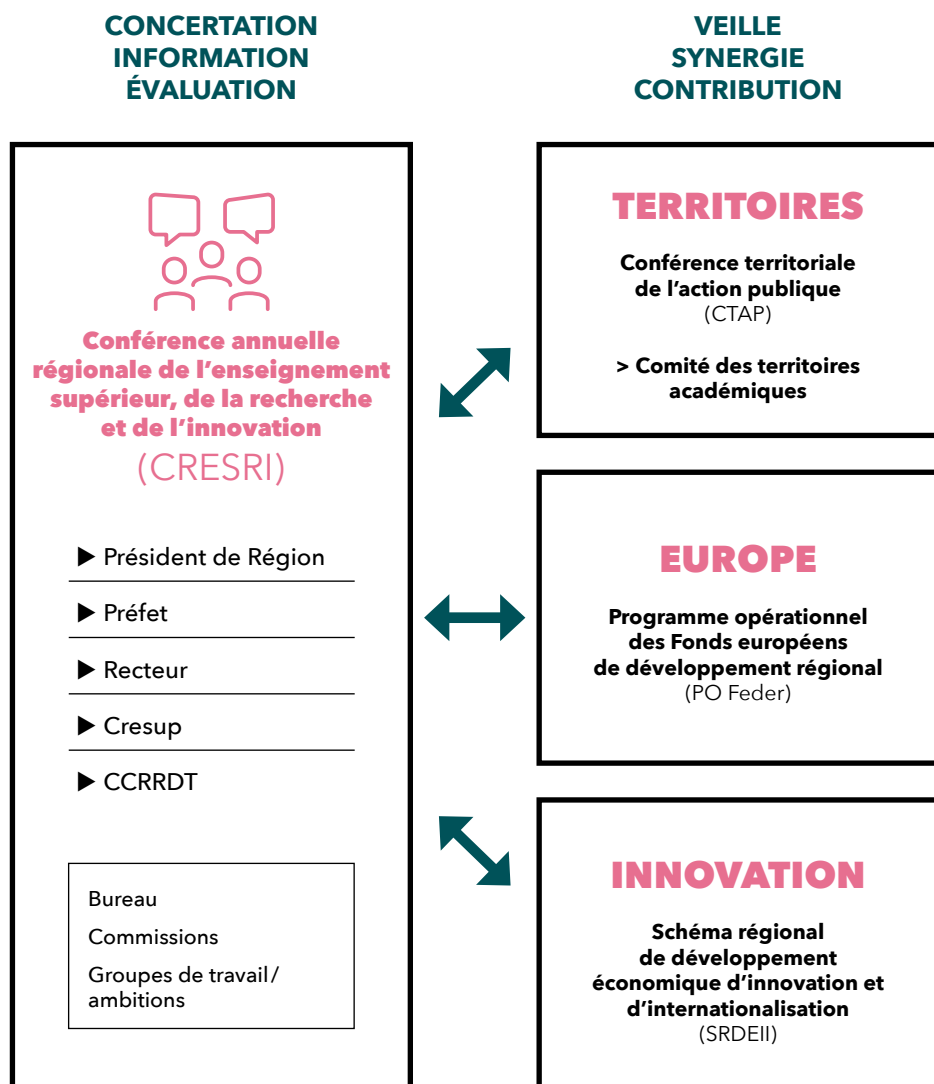 CONCERTATION
INFORMATION
ÉVALUATION
Conférence annuelle
régionale de l'enseignement
supérieur, de la recherche
et de l'innovation
(CRESRI)
▶ Président de Région
▶ Préfet
▶ Recteur
▶ Cresup
▶ CCRRDT
Bureau
Commissions
Groupes de travail/
ambitions
VEILLE
SYNERGIE
CONTRIBUTION
TERRITOIRES
Conférence territoriale
de l'action publique
(CTAP)
> Comité des territoires
académiques
EUROPE
Programme opérationnel
des Fonds européens
de développement régional
(PO Feder)
INNOVATION
Schéma régional
de développement
économique d'innovation et
d'internationalisation
(SRDEII)